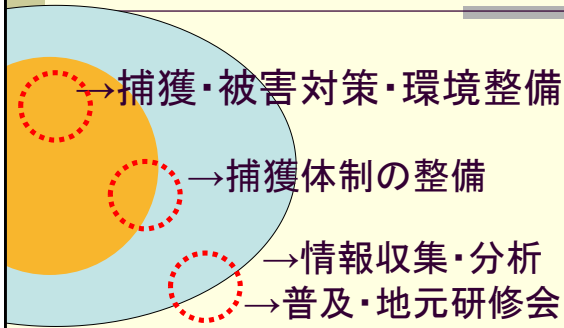 →捕獲・被害対策・環境整備
→捕獲体制の整備
→情報収集・分析
→普及・地元研修会